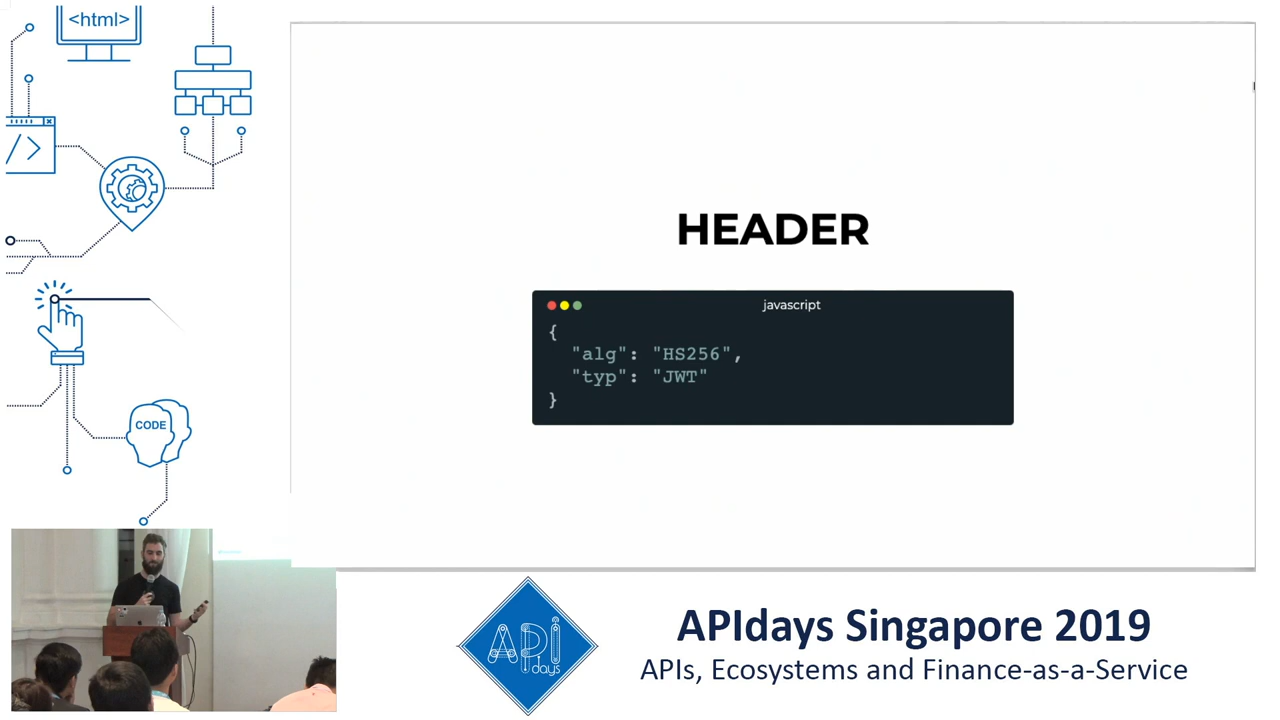 <html>
HEADER
javascript
{
"alg": "HS256",
"typ": "JWT"
}
</>
CODE
API
days
APIdays Singapore 2019
APIs, Ecosystems and Finance-as-a-Service